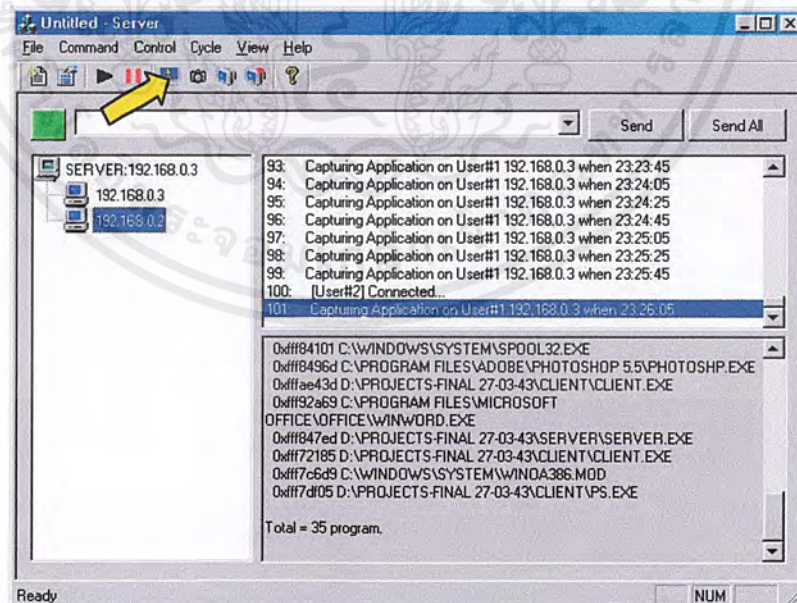 Untitled - Server
File Command Control Cycle View Help
Send
Send All
SERVER:192.168.0.3
192.168.0.3
192.168.0.2
93: Capturing Application on User#1 192.168.0.3 when 23:23:45
94: Capturing Application on User#1 192.168.0.3 when 23:24:05
95: Capturing Application on User#1 192.168.0.3 when 23:24:25
96: Capturing Application on User#1 192.168.0.3 when 23:24:45
97: Capturing Application on User#1 192.168.0.3 when 23:25:05
98: Capturing Application on User#1 192.168.0.3 when 23:25:25
99: Capturing Application on User#1 192.168.0.3 when 23:25:45
100: [User#2] Connected...
101: Capturing Application on User#1 192.168.0.3 when 23:26:05
0xfff84101 C:\WINDOWS\SYSTEM\SPOOL32.EXE
0xfff8496d C:\PROGRAM FILES\ADOBE\PHOTOSHOP 5.5\PHOTOSHP.EXE
0xfffae43d D:\PROJECTS-FINAL 27-03-43\CLIENT\CLIENT.EXE
0xfff92a69 C:\PROGRAM FILES\MICROSOFT
OFFICE\OFFICE\WINWORD.EXE
0xfff847ed D:\PROJECTS-FINAL 27-03-43\SERVER\SERVER.EXE
0xfff72185 D:\PROJECTS-FINAL 27-03-43\CLIENT\CLIENT.EXE
0xfff7c6d9 C:\WINDOWS\SYSTEM\WINOA386.MOD
0xfff7df05 D:\PROJECTS-FINAL 27-03-43\CLIENT\PS.EXE
Total = 35 program.
Ready
NUM